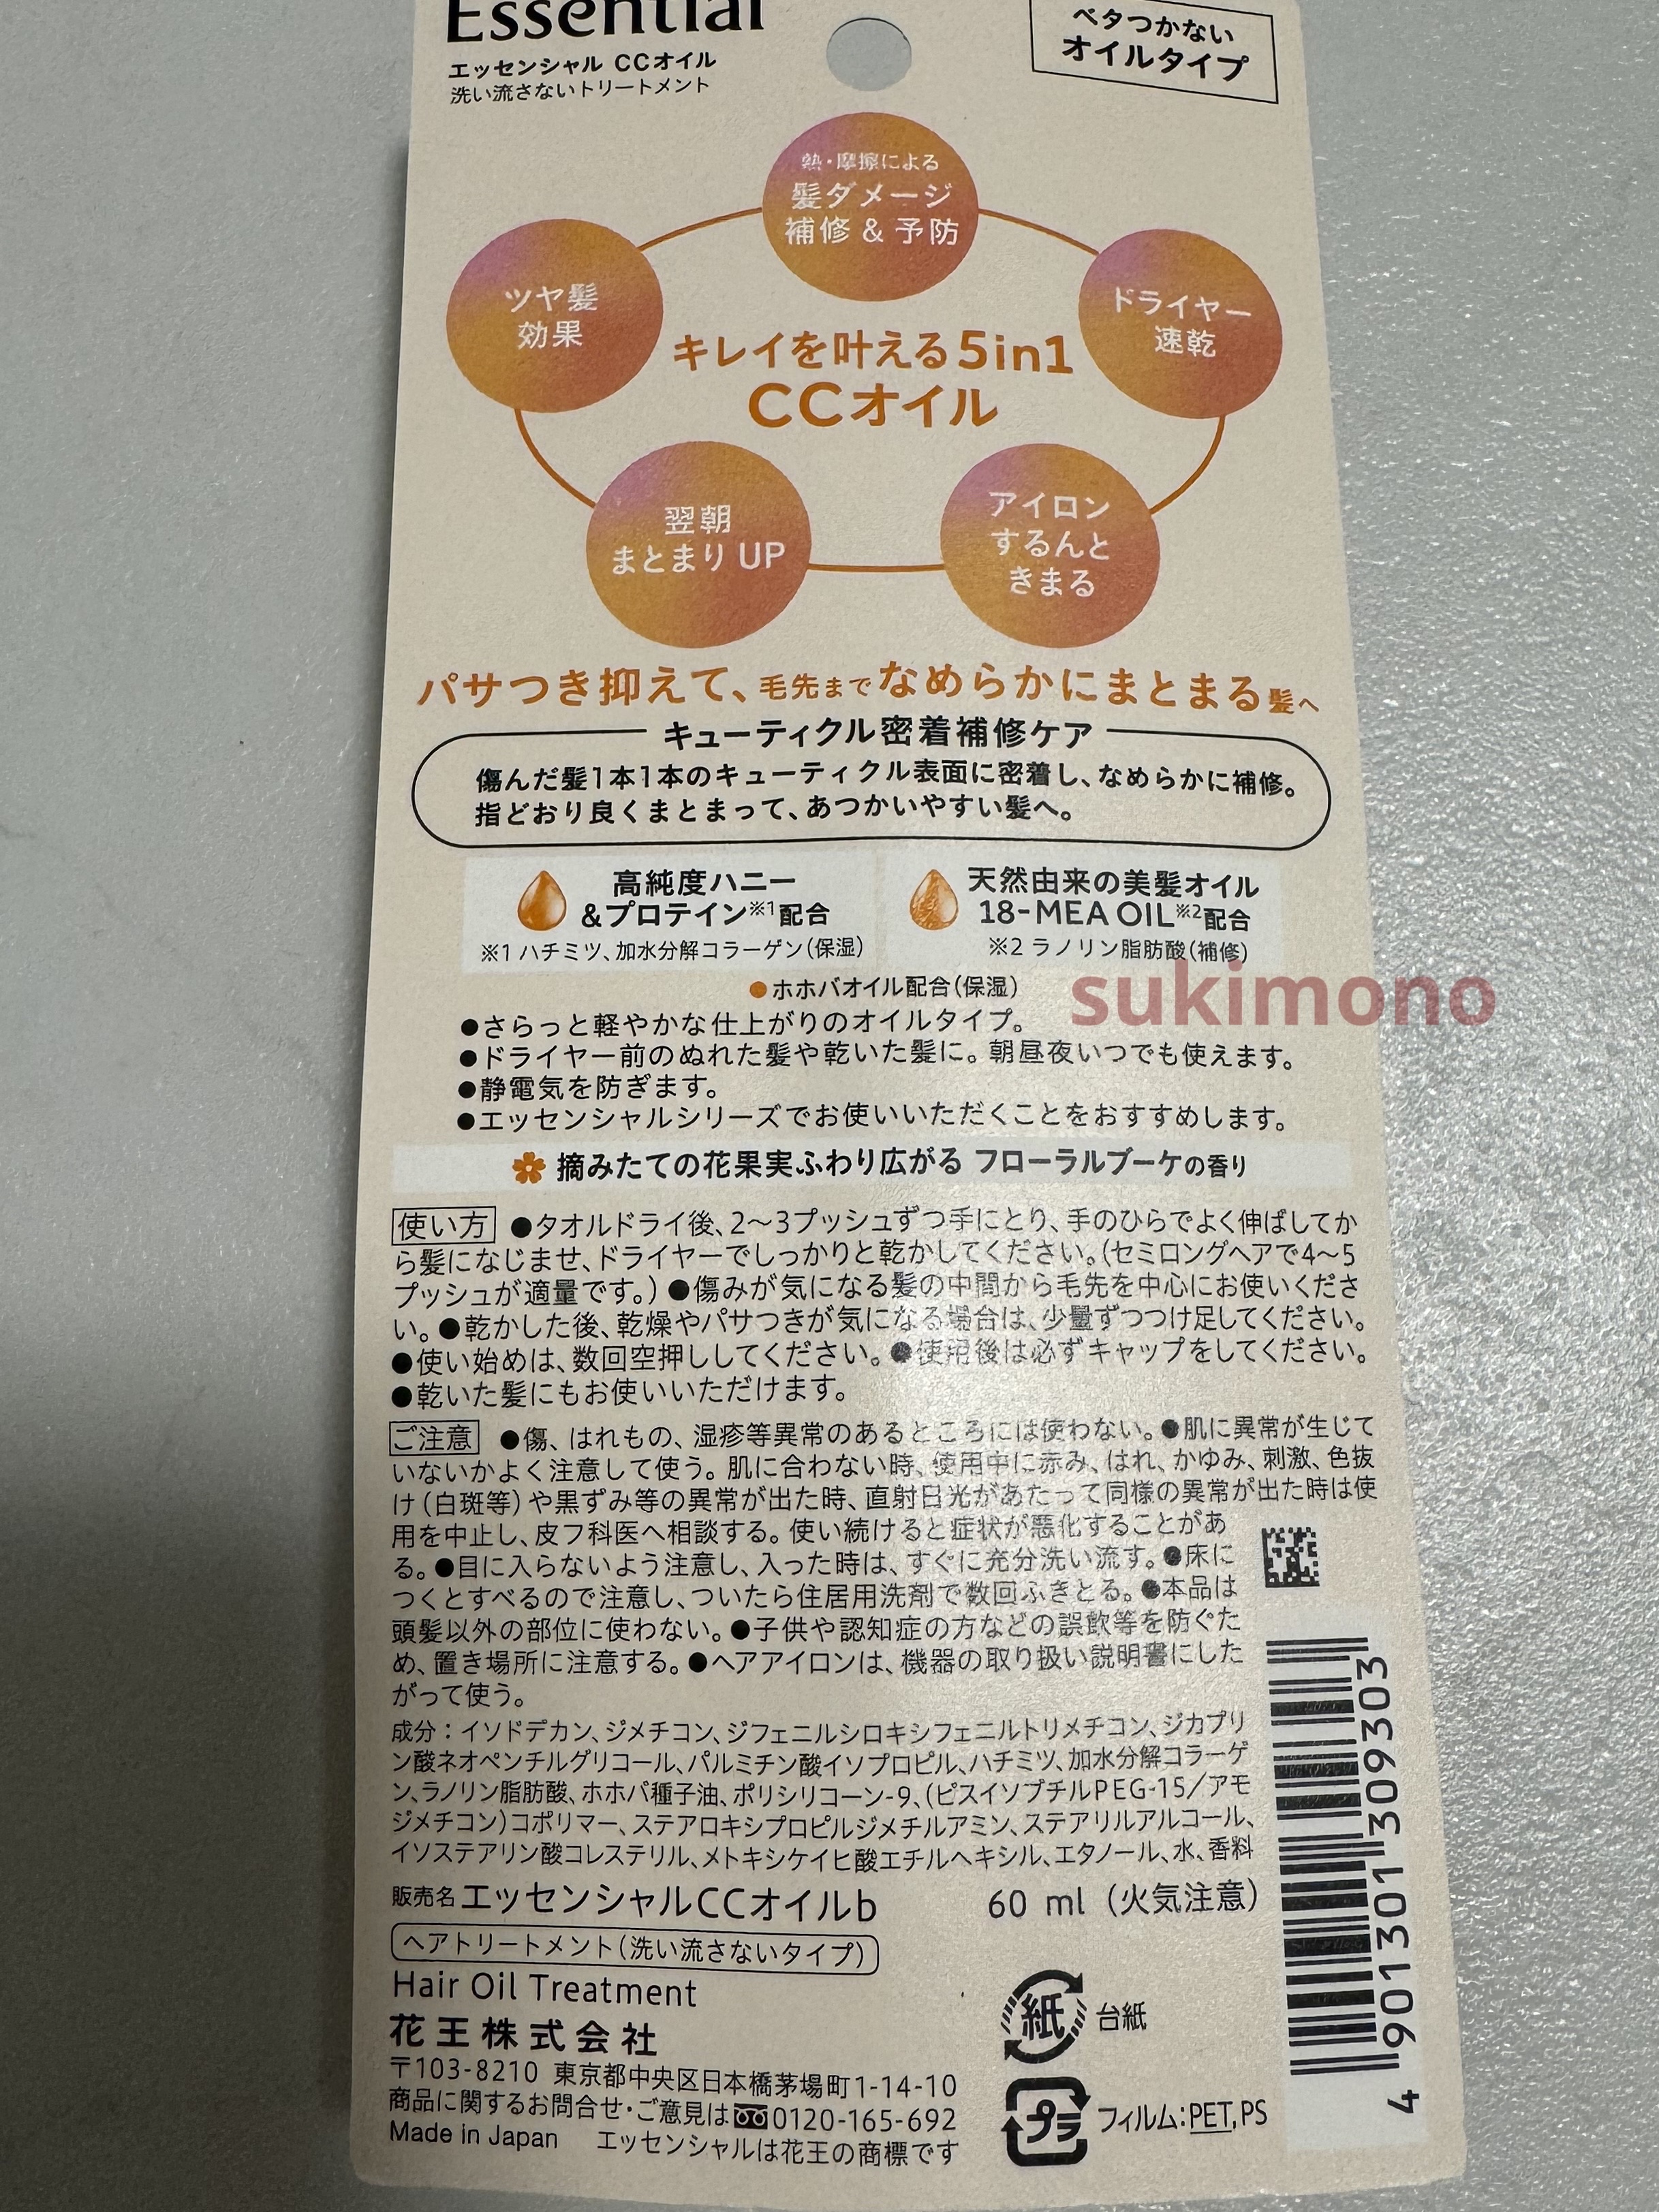 Essential
エッセンシャル CCオイル
洗い流さないトリートメント
ベタつかない
オイルタイプ
熱・摩擦による
髪ダメージ
補修 & 予防
ツヤ髪
効果
ドライヤー
速乾
キレイを叶える5in1
CCオイル
翌朝
まとまり UP
アイロン
するんと
きまる
パサつき抑えて、毛先までなめらかにまとまる髪へ
キューティクル密着補修ケア
傷んだ髪1本1本のキューティクル表面に密着し、なめらかに補修。
指どおり良くまとまって、あつかいやすい髪へ。
高純度ハニー
&プロテイン※1配合
※1 ハチミツ、加水分解コラーゲン(保湿)
天然由来の美髪オイル
18-MEA OIL※2配合
※2 ラノリン脂肪酸(補修)
●ホホバオイル配合(保湿)
sukimono
●さらっと軽やかな仕上がりのオイルタイプ。
●ドライヤー前のぬれた髪や乾いた髪に。朝昼夜いつでも使えます。
●静電気を防ぎます。
●エッセンシャルシリーズでお使いいただくことをおすすめします。
摘みたての花果実ふわり広がる フローラルブーケの香り
使い方 ●タオルドライ後、2〜3プッシュずつ手にとり、手のひらでよく伸ばしてか
ら髪になじませ、ドライヤーでしっかりと乾かしてください。(セミロングヘアで4〜5
プッシュが適量です。) ●傷みが気になる髪の中間から毛先を中心にお使いくださ
い。●乾かした後、乾燥やパサつきが気になる場合は、少量ずつつけ足してください。
●使い始めは、数回空押ししてください。●使用後は必ずキャップをしてください。
●乾いた髪にもお使いいただけます。
ご注意 ●傷、はれもの、湿疹等異常のあるところには使わない。●肌に異常が生じて
いないかよく注意して使う。肌に合わない時、使用中に赤み、はれ、かゆみ、刺激、色抜
け(白斑等)や黒ずみ等の異常が出た時、直射日光があたって同様の異常が出た時は使
用を中止し、皮フ科医へ相談する。使い続けると症状が悪化することがあ
る。●目に入らないよう注意し、入った時は、すぐに充分洗い流す。●床に
つくとすべるので注意し、ついたら住居用洗剤で数回ふきとる。●本品は
頭髪以外の部位に使わない。●子供や認知症の方などの誤飲等を防ぐた
め、置き場所に注意する。●ヘアアイロンは、機器の取り扱い説明書にした
がって使う。
成分：イソドデカン、ジメチコン、ジフェニルシロキシフェニルトリメチコン、ジカプリ
ン酸ネオペンチルグリコール、パルミチン酸イソプロピル、ハチミツ、加水分解コラーゲ
ン、ラノリン脂肪酸、ホホバ種子油、ポリシリコーン-9、(ビスイソブチルPEG-15/アモ
ジメチコン)コポリマー、ステアロキシプロピルジメチルアミン、ステアリルアルコール、
イソステアリン酸コレステリル、メトキシケイヒ酸エチルヘキシル、エタノール、水、香料
販売名 エッセンシャルCCオイルb 60 ml (火気注意)
ヘアトリートメント(洗い流さないタイプ)
Hair Oil Treatment
花王株式会社
〒103-8210 東京都中央区日本橋茅場町1-14-10
商品に関するお問合せ・ご意見は 0120-165-692
Made in Japan エッセンシャルは花王の商標です
紙 台紙
プラ フィルム:PET,PS
4 901301 309303